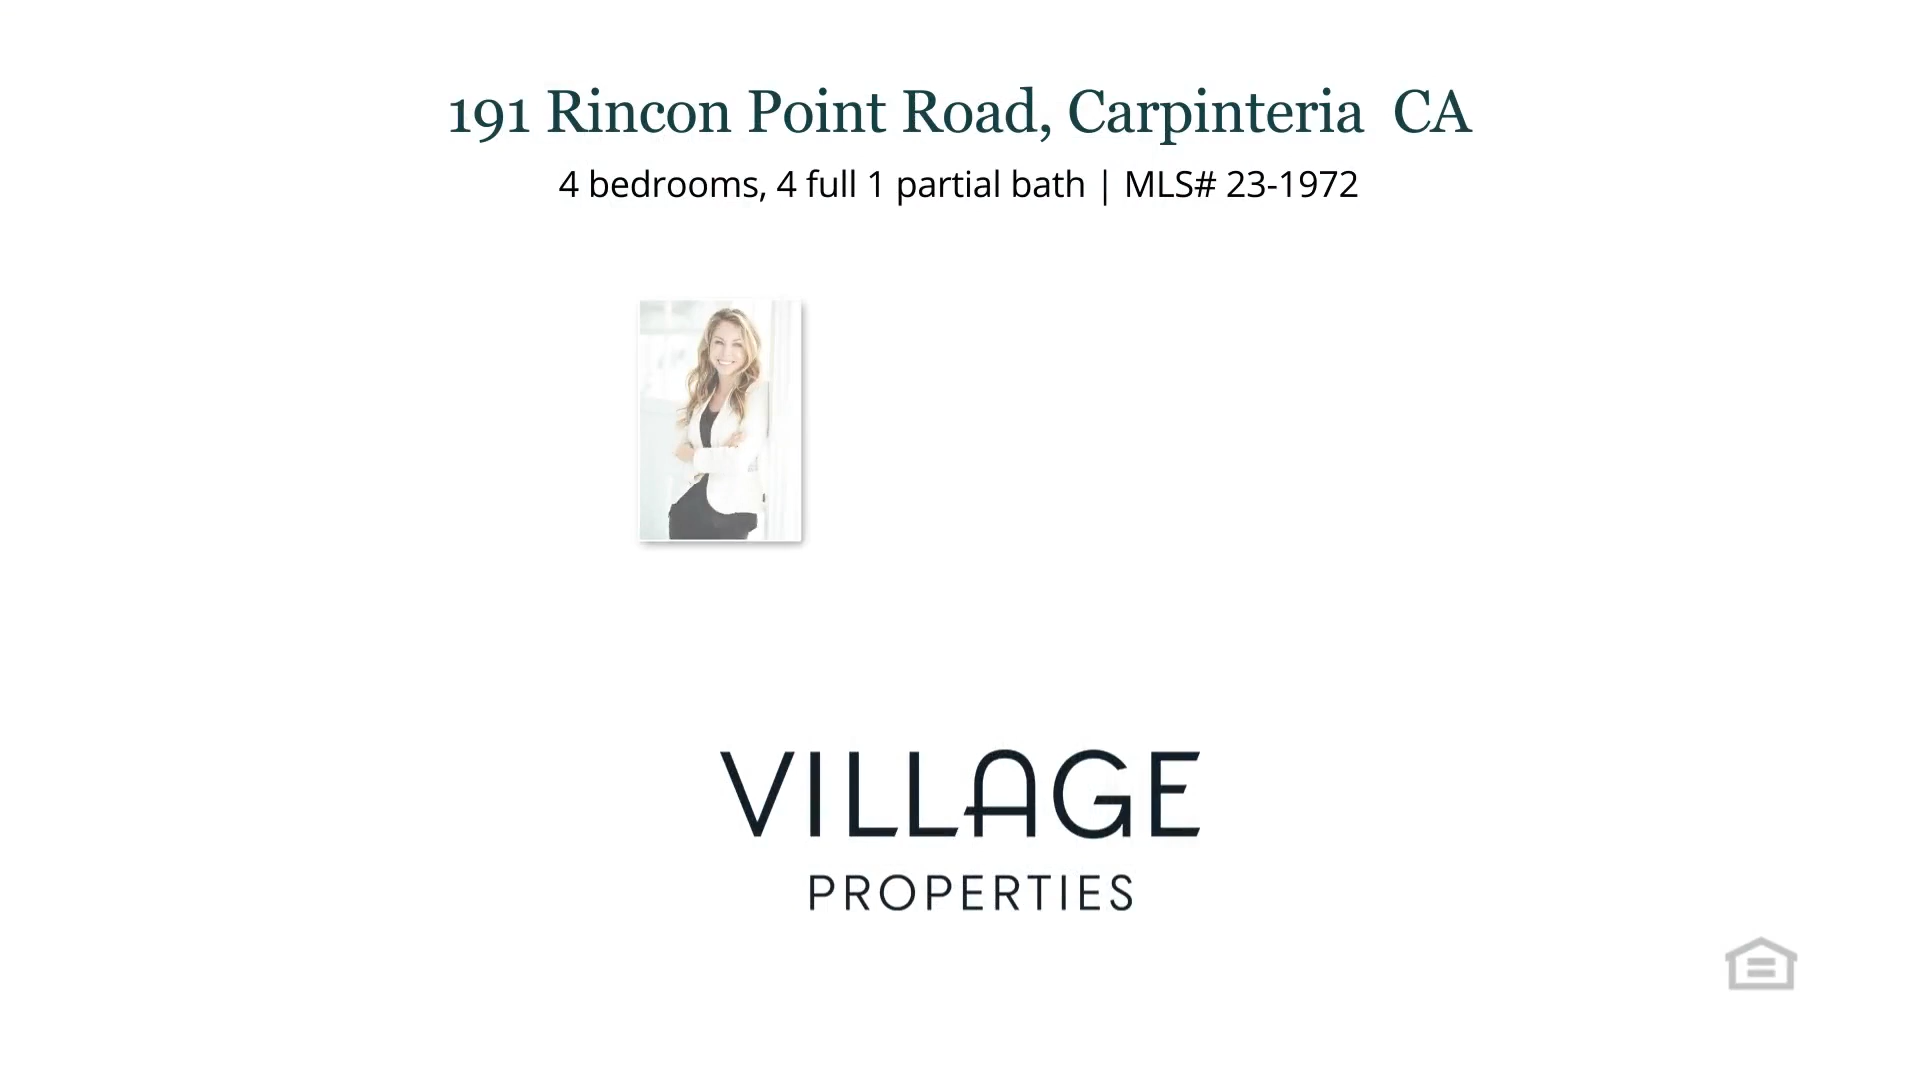 191 Rincon Point Road, Carpinteria  CA
4 bedrooms, 4 full 1 partial bath | MLS# 23-1972
VILLAGE
PROPERTIES